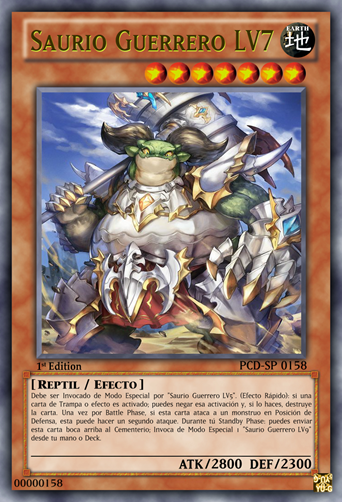 Saurio Guerrero LV7
EARTH
地
1st Edition
PCD-SP 0158
[ Reptil / Efecto ]
Debe ser Invocado de Modo Especial por "Saurio Guerrero LV5". (Efecto Rápido): si una
carta de Trampa o efecto es activado; puedes negar esa activación y, si lo haces, destruye
la carta. Una vez por Battle Phase, si esta carta ataca a un monstruo en Posición de
Defensa, esta puede hacer un segundo ataque. Durante tu Standby Phase: puedes enviar
esta carta boca arriba al Cementerio; Invoca de Modo Especial 1 "Saurio Guerrero LV9"
desde tu mano o Deck.
ATK/2800 DEF/2300
00000158